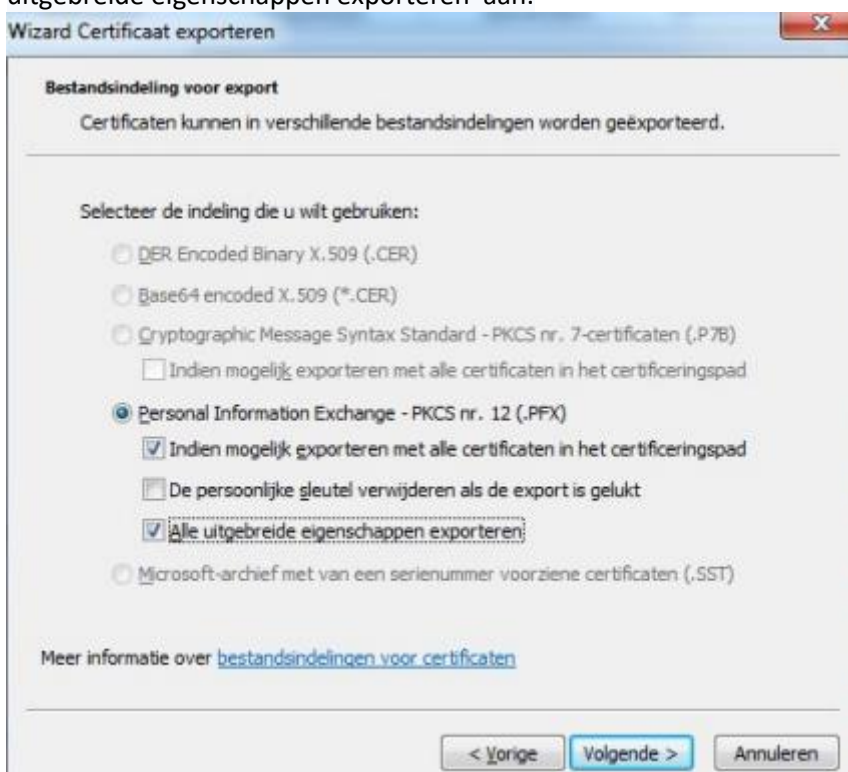 uitgebreide eigenschappen exporteren' aan.
Wizard Certificaat exporteren
Bestandsindeling voor export
Certificaten kunnen in verschillende bestandsindelingen worden geëxporteerd.
Selecteer de indeling die u wilt gebruiken:
DER Encoded Binary X.509 (.CER)
Base64 encoded X.509 (*.CER)
Cryptographic Message Syntax Standard - PKCS nr. 7-certificaten (.P7B)
Indien mogelijk exporteren met alle certificaten in het certificeringspad
Personal Information Exchange - PKCS nr. 12 (.PFX)
Indien mogelijk exporteren met alle certificaten in het certificeringspad
De persoonlijke sleutel verwijderen als de export is gelukt
Alle uitgebreide eigenschappen exporteren
Microsoft-archief met van een serienummer voorziene certificaten (.SST)
Meer informatie over bestandsindelingen voor certificaten
< Vorige Volgende > Annuleren